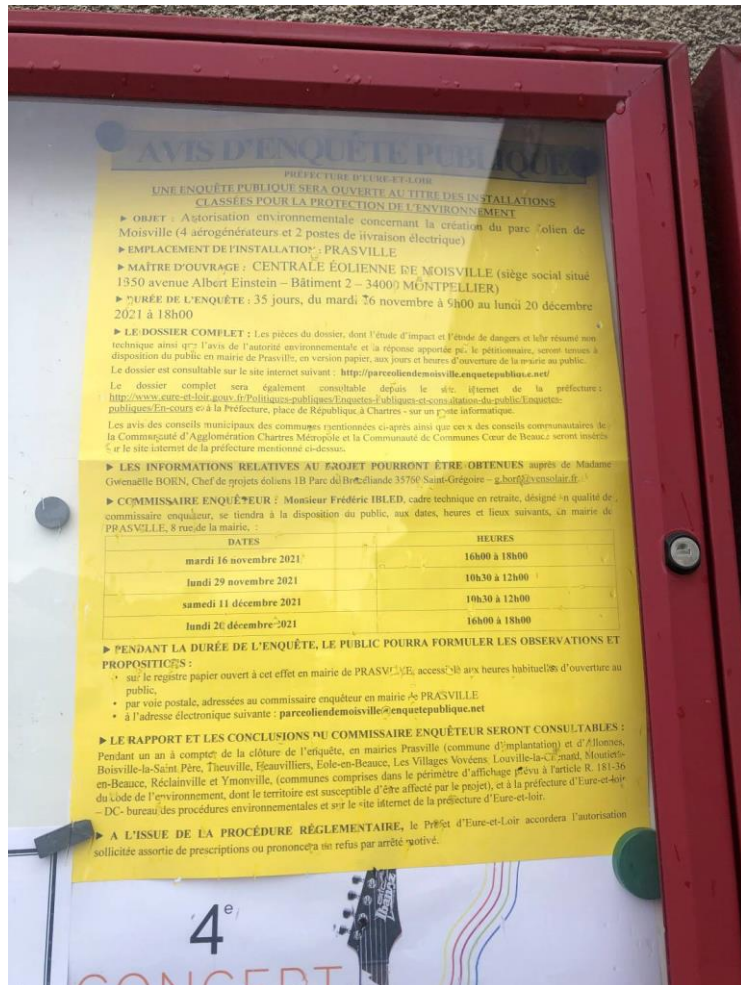 AVIS D'ENQUÊTE PUBLIQUE
PRÉFECTURE D'EURE-ET-LOIR
UNE ENQUÊTE PUBLIQUE SERA OUVERTE AU TITRE DES INSTALLATIONS
CLASSÉES POUR LA PROTECTION DE L'ENVIRONNEMENT
► OBJET : Autorisation environnementale concernant la création du parc éolien de
Moisville (4 aérogénérateurs et 2 postes de livraison électrique)
► EMPLACEMENT DE L'INSTALLATION : PRASVILLE
► MAÎTRE D'OUVRAGE : CENTRALE ÉOLIENNE DE MOISVILLE (siège social situé
1350 avenue Albert Einstein – Bâtiment 2 – 34000 MONTPELLIER)
► DURÉE DE L'ENQUÊTE : 35 jours, du mardi 16 novembre à 9h00 au lundi 20 décembre
2021 à 18h00
► LE DOSSIER COMPLET : Les pièces du dossier, dont l'étude d'impact et l'étude de dangers et leur résumé non
technique ainsi que l'avis de l'autorité environnementale et la réponse apportée par le pétitionnaire, seront tenues à
disposition du public en mairie de Prasville, en version papier, aux jours et heures d'ouverture de la mairie au public.
Le dossier est consultable sur le site internet suivant : http://parceoliendemoisville.enquetepublique.net/
Le dossier complet sera également consultable depuis le site internet de la préfecture :
http://www.eure-et-loir.gouv.fr/Politiques-publiques/Enquetes-Publiques-et-consultation-du-public/Enquetes-
publiques/En-cours et à la Préfecture, place de République à Chartres - sur un poste informatique.
Les avis des conseils municipaux des communes mentionnées ci-après ainsi que ceux des conseils communautaires de
la Communauté d'Agglomération Chartres Métropole et la Communauté de Communes Cœur de Beauce seront insérés
sur le site internet de la préfecture mentionné ci-dessus.
► LES INFORMATIONS RELATIVES AU PROJET POURRONT ÊTRE OBTENUES auprès de Madame
Gwenaëlle BORN, Chef de projets éoliens 1B Parc du Brocéliande 35760 Saint-Grégoire – g.born@vensolair.fr
► COMMISSAIRE ENQUÊTEUR : Monsieur Frédéric IBLED, cadre technique en retraite, désigné en qualité de
commissaire enquêteur, se tiendra à la disposition du public, aux dates, heures et lieux suivants, en mairie de
PRASVILLE, 8 rue de la mairie, :
DATES HEURES
mardi 16 novembre 2021 16h00 à 18h00
lundi 29 novembre 2021 10h30 à 12h00
samedi 11 décembre 2021 10h30 à 12h00
lundi 20 décembre 2021 16h00 à 18h00
► PENDANT LA DURÉE DE L'ENQUÊTE, LE PUBLIC POURRA FORMULER LES OBSERVATIONS ET
PROPOSITIONS :
• sur le registre papier ouvert à cet effet en mairie de PRASVILLE, accessible aux heures habituelles d'ouverture au
public,
• par voie postale, adressées au commissaire enquêteur en mairie de PRASVILLE
• à l'adresse électronique suivante : parceoliendemoisville@enquetepublique.net
► LE RAPPORT ET LES CONCLUSIONS DU COMMISSAIRE ENQUÊTEUR SERONT CONSULTABLES :
Pendant un an à compter de la clôture de l'enquête, en mairies Prasville (commune d'implantation) et d'Allonnes,
Boisville-la-Saint Père, Theuville, Beauvilliers, Eole-en-Beauce, Les Villages Vovéens, Louville-la-Chenard, Moutiers-
en-Beauce, Réclainville et Ymonville, (communes comprises dans le périmètre d'affichage prévu à l'article R. 181-36
du code de l'environnement, dont le territoire est susceptible d'être affecté par le projet), et à la préfecture d'Eure-et-loir
– DC- bureau des procédures environnementales et sur le site internet de la préfecture d'Eure-et-loir.
► A L'ISSUE DE LA PROCÉDURE RÉGLEMENTAIRE, le Préfet d'Eure-et-Loir accordera l'autorisation
sollicitée assortie de prescriptions ou prononcera un refus par arrêté motivé.
4e
CONCERT